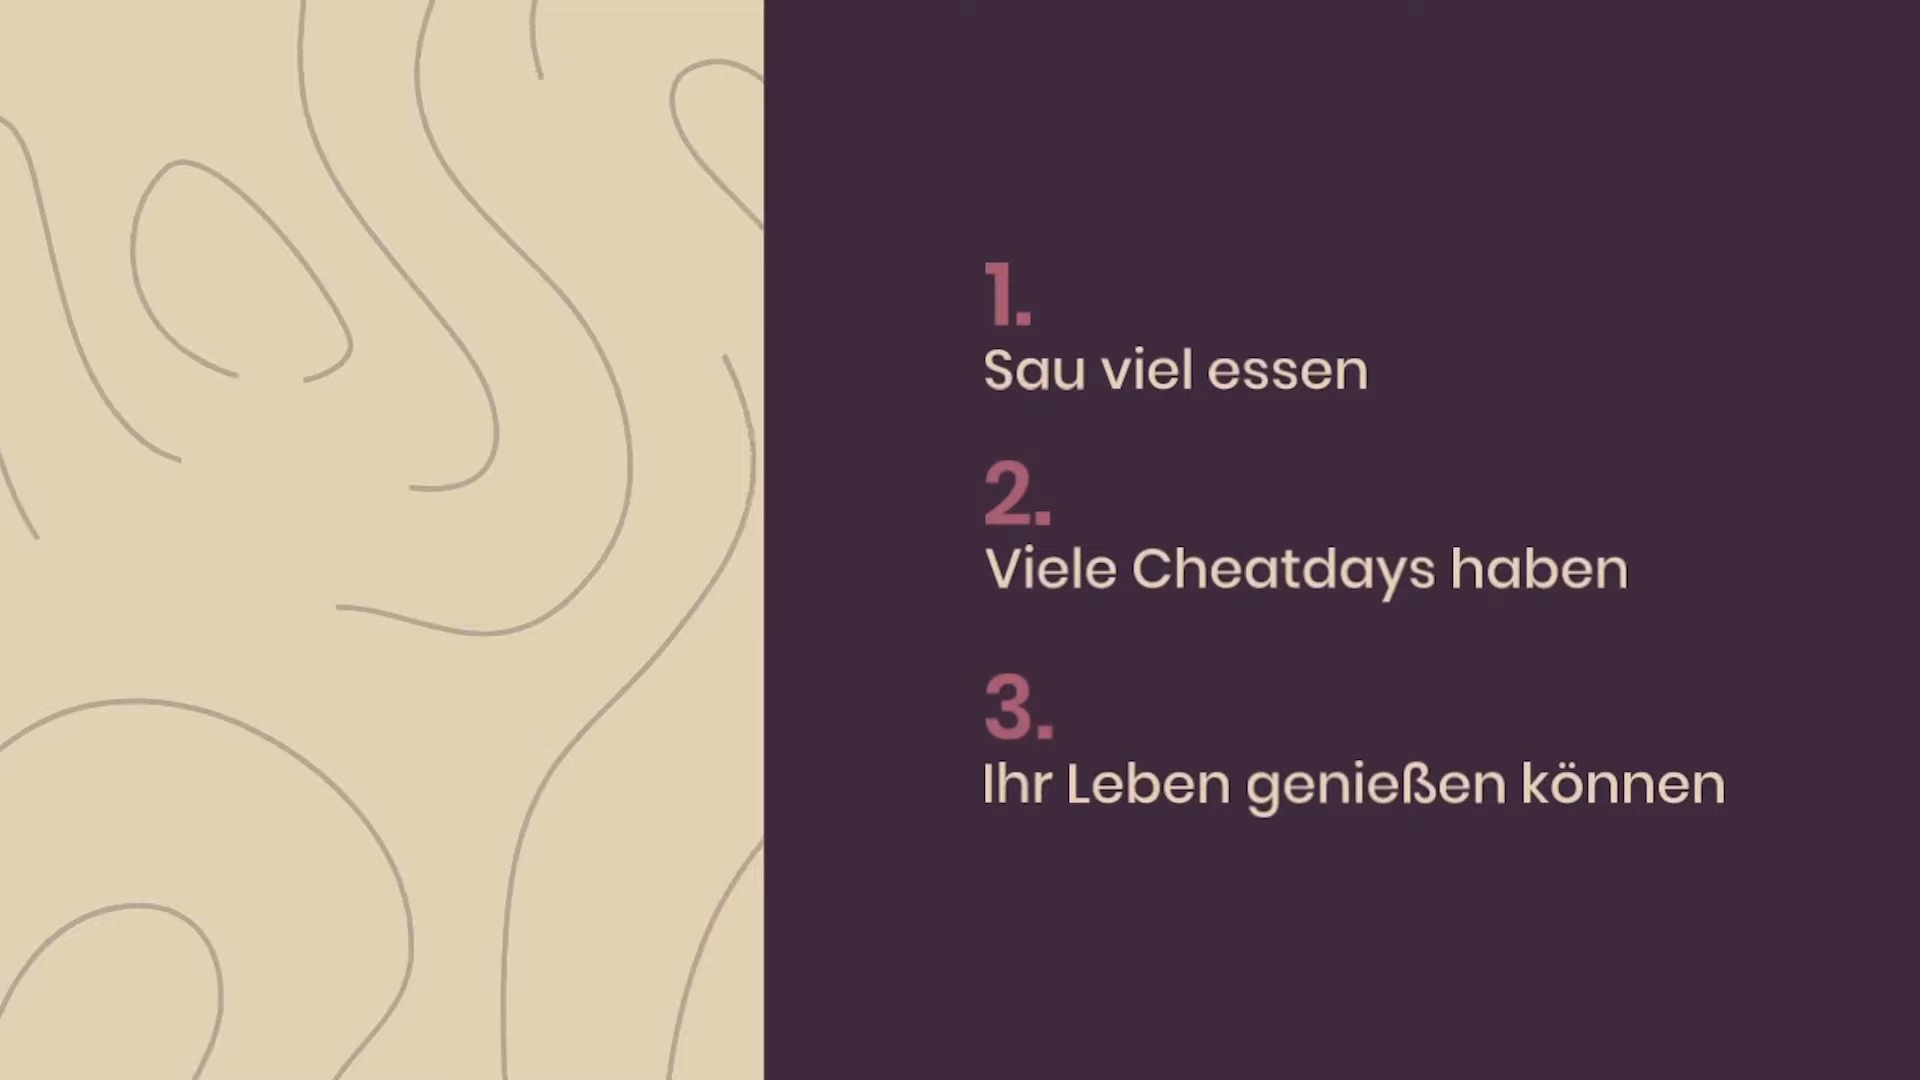 1.
Sau viel essen
2.
Viele Cheatdays haben
3.
Ihr Leben genießen können